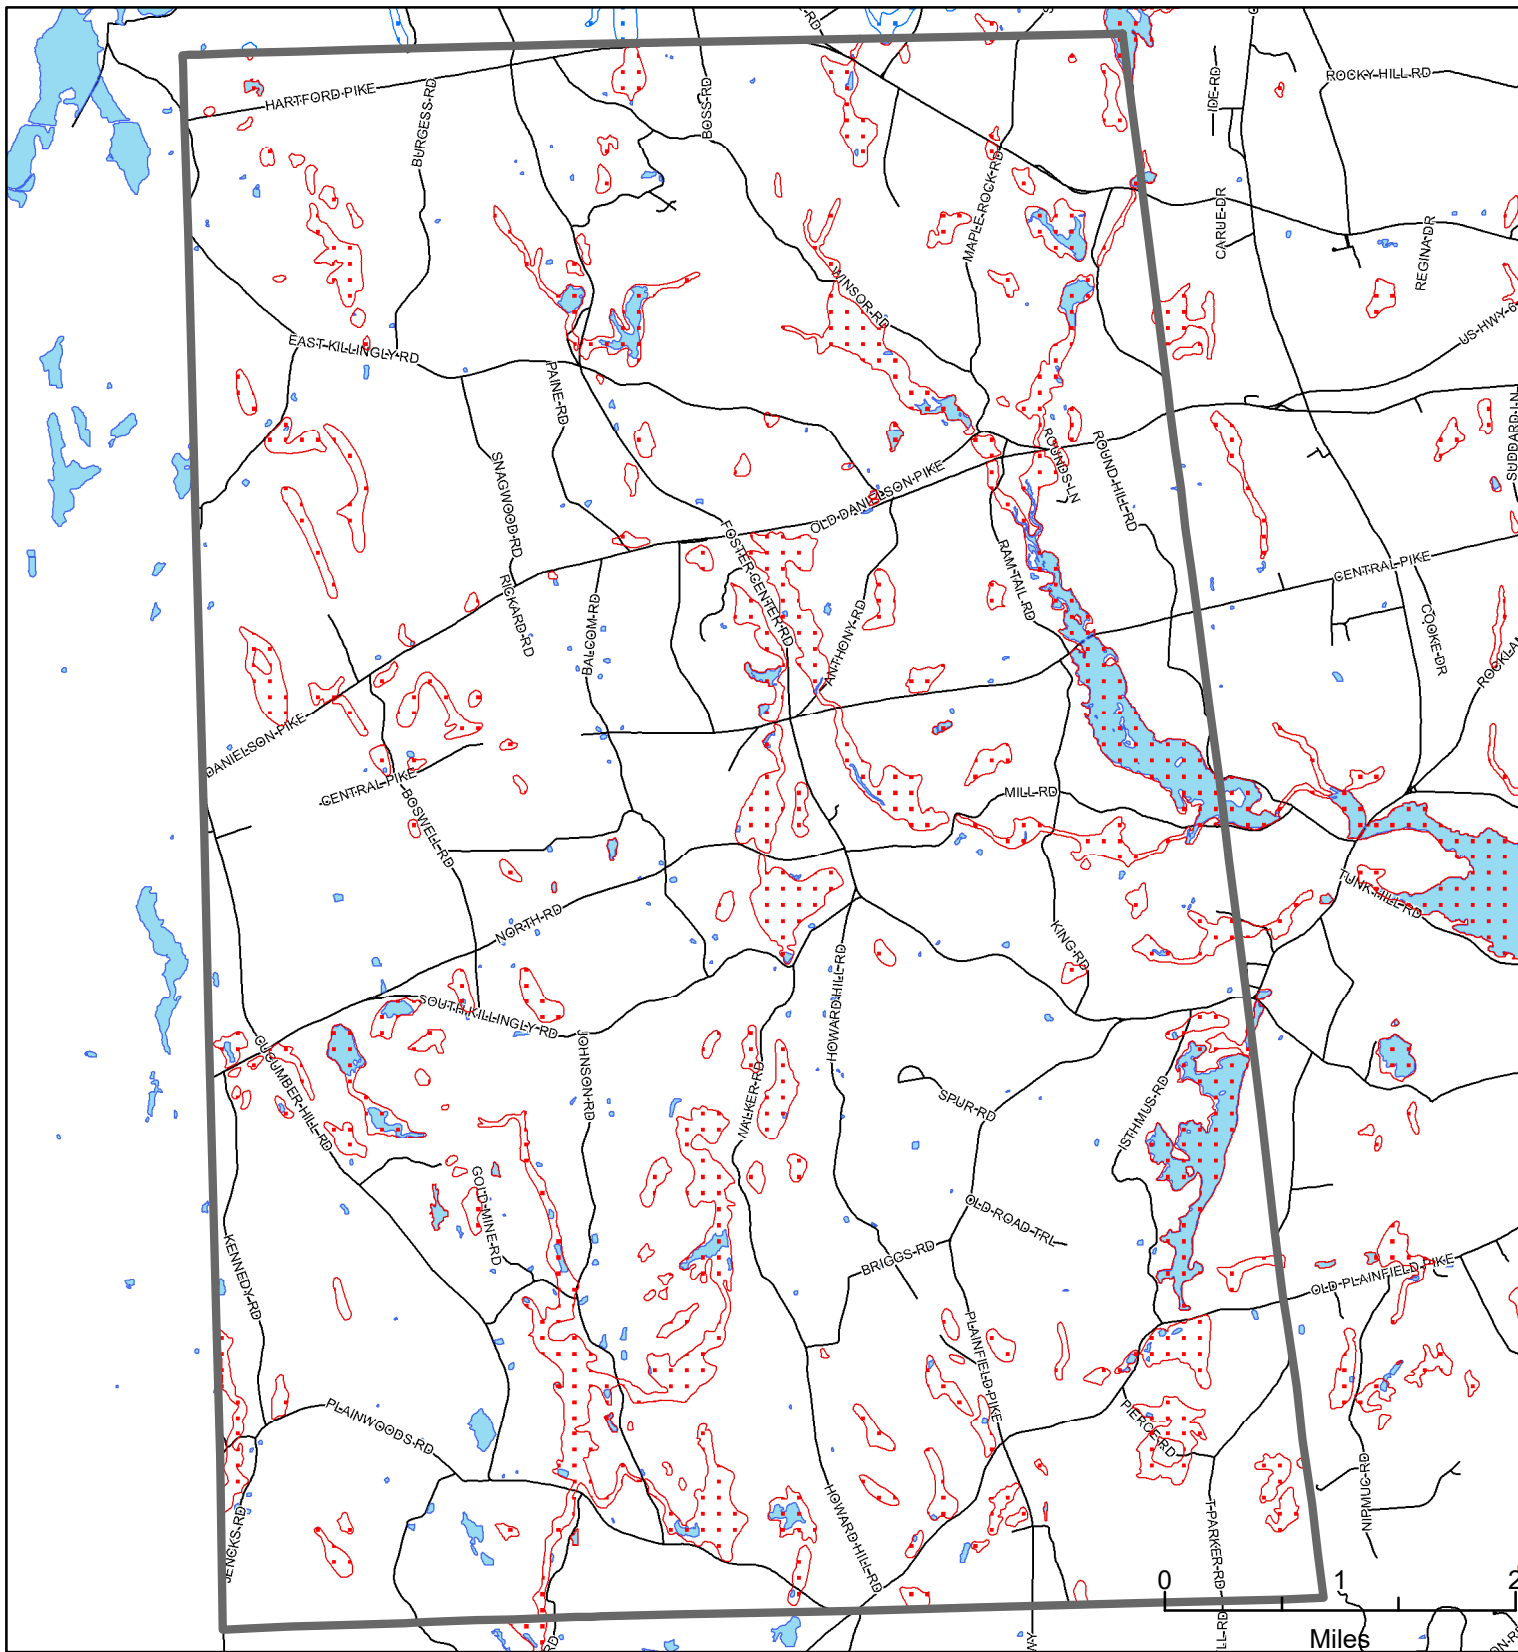 HARTFORD PIKE
BURGESS RD
BOSS RD
IDE RD
ROCKY HILL RD
MAPLE ROCK RD
CARUE DR
REGINA DR
WINSOR RD
US HWY 6
EAST KILLINGLY RD
PAINE RD
SNAGWOOD RD
ROUNDS LN
ROUND HILL RD
SUDDARD LN
OLD DANIELSON PIKE
FOSTER CENTER RD
RAM TAIL RD
CENTRAL PIKE
RICKARD RD
BALCOM RD
ANTHONY RD
COOKE DR
DANIELSON PIKE
CENTRAL PIKE
BOSWELL RD
MILL RD
TUNK HILL RD
NORTH RD
KING RD
HOWARD HILL RD
SOUTH KILLINGLY RD
CUCUMBER HILL RD
JOHNSON RD
WALKER RD
SPUR RD
ISTHMUS RD
GOLD MINE RD
OLD ROAD TRL
KENNEDY RD
BRIGGS RD
OLD PLAINFIELD PIKE
PLAINFIELD PIKE
PLAINWOODS RD
PIERCE RD
NIPMUC RD
JENCKS RD
HOWARD HILL RD
T PARKER RD
0 1 2
Miles